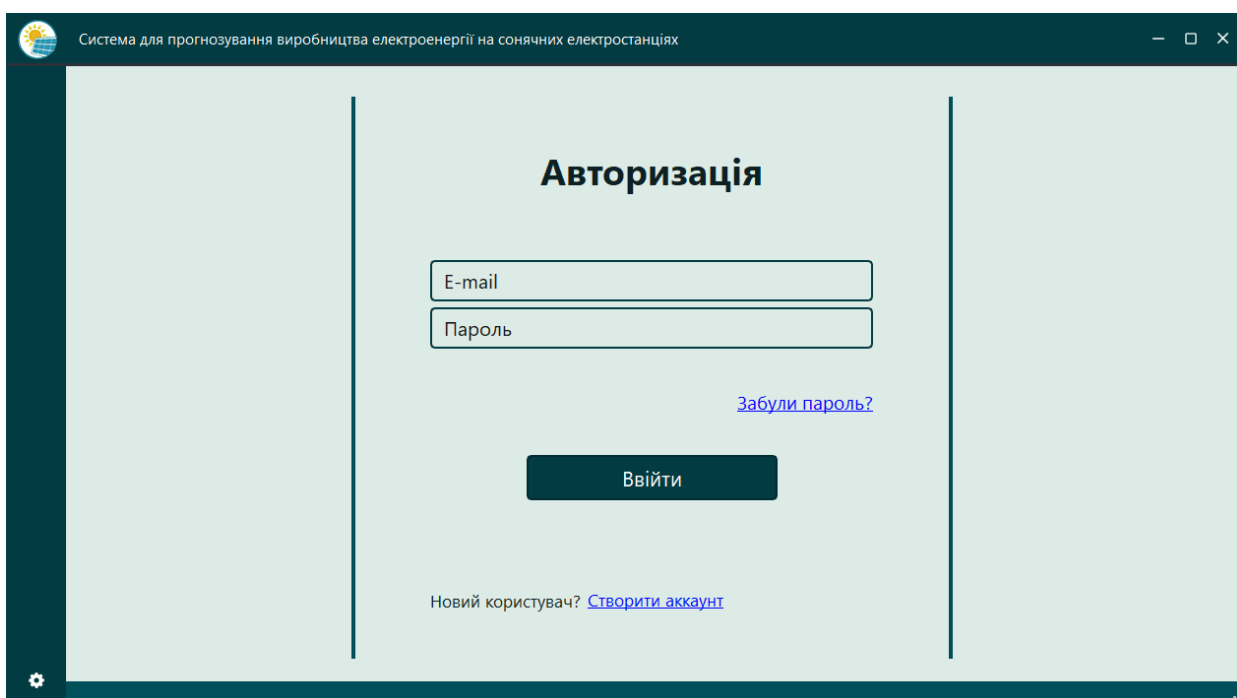 Система для прогнозування виробництва електроенергії на сонячних електростанціях
Авторизація
E-mail
Пароль
Забули пароль?
Ввійти
Новий користувач? Створити аккаунт